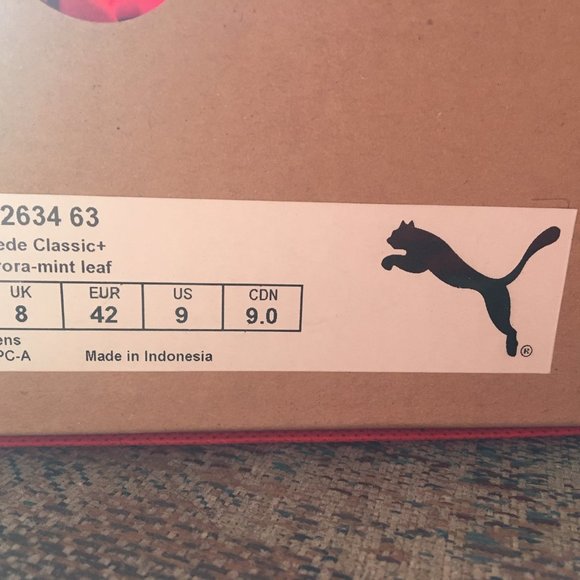 2634 63
ede Classic+
rora-mint leaf
UK EUR US CDN
8 42 9 9.0
ens
PC-A Made in Indonesia
®